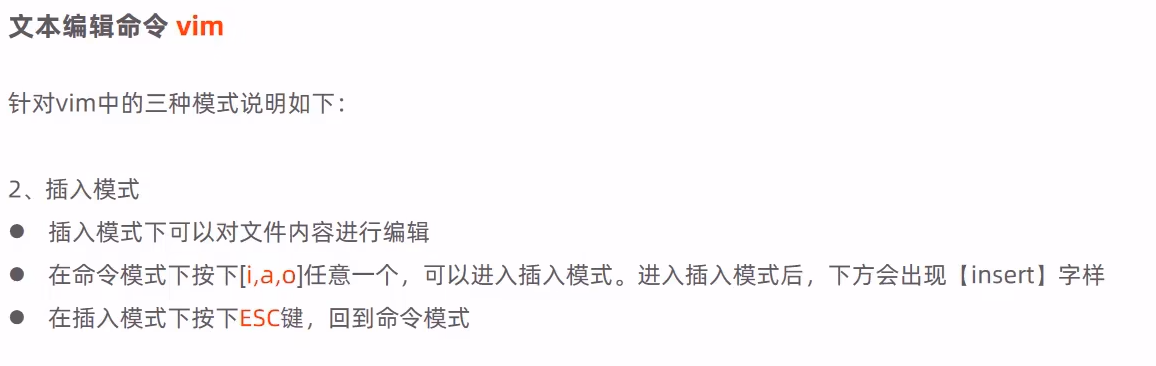 文本编辑命令 vim
针对vim中的三种模式说明如下：
2、插入模式
● 插入模式下可以对文件内容进行编辑
● 在命令模式下按下[i,a,o]任意一个，可以进入插入模式。进入插入模式后，下方会出现【insert】字样
● 在插入模式下按下ESC键，回到命令模式